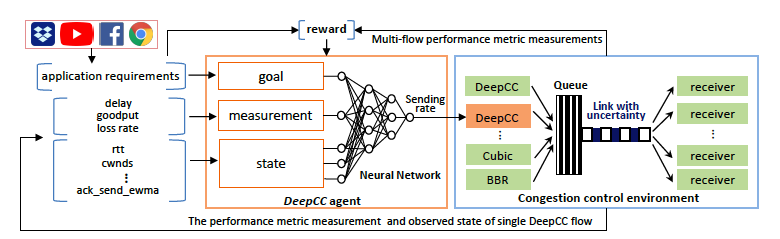 reward
Multi-flow performance metric measurements
application requirements
delay
goodput
loss rate
rtt
cwnds
⋮
ack_send_ewma
goal
measurement
state
Neural Network
DeepCC agent
Sending
rate
DeepCC
DeepCC
⋮
Cubic
BBR
Queue
Link with
uncertainty
receiver
receiver
⋮
receiver
receiver
Congestion control environment
The performance metric measurement and observed state of single DeepCC flow